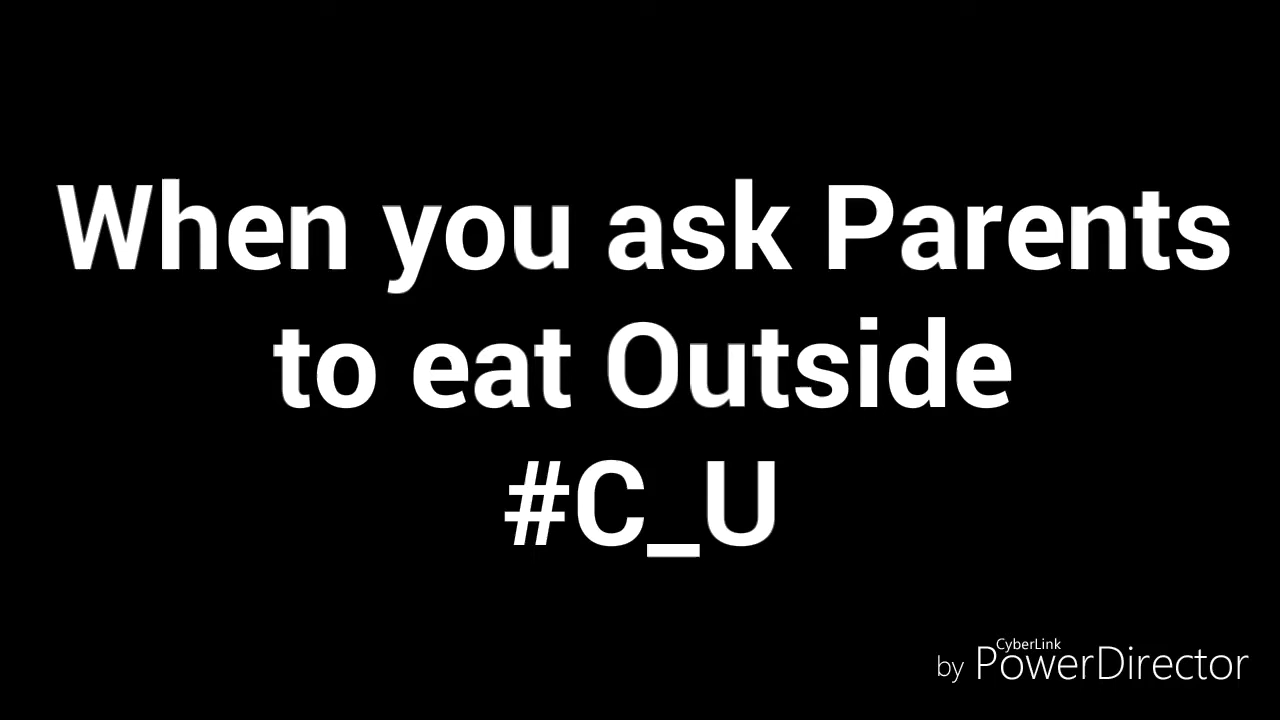 When you ask Parents
to eat Outside
#C_U
CyberLink
by PowerDirector